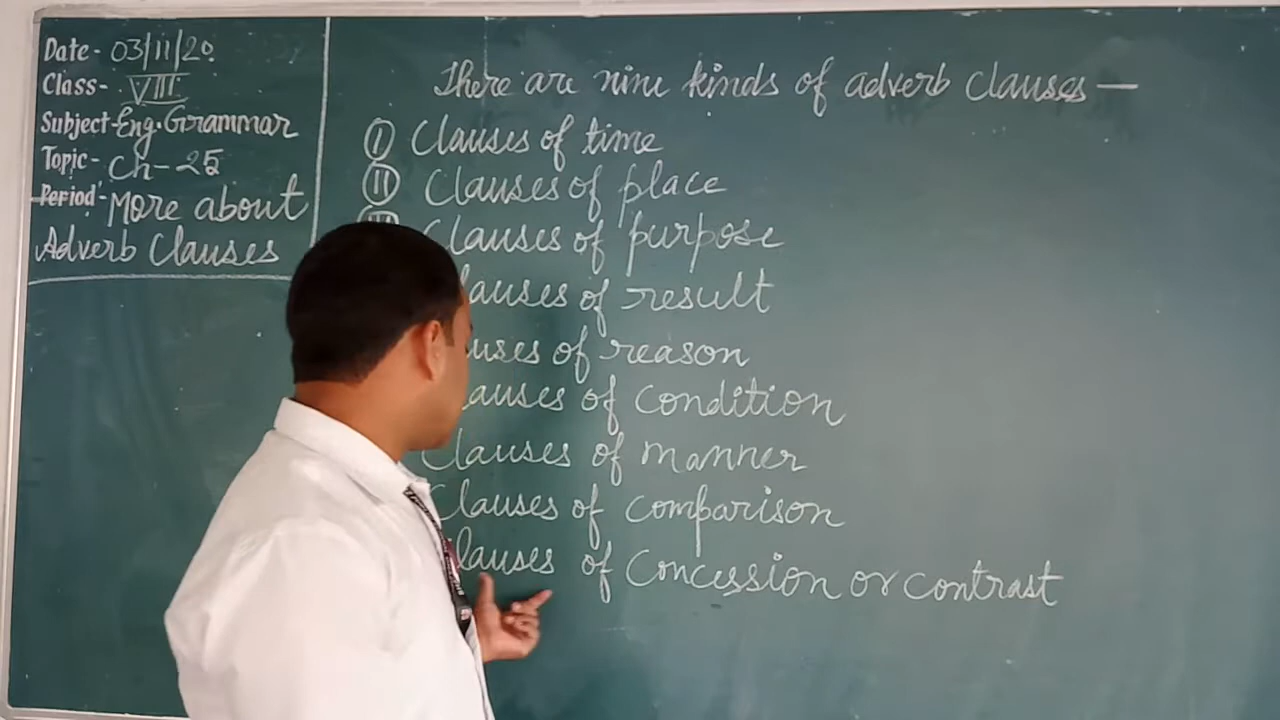 Date- 03/11/20
Class- VIII
Subject-Eng. Grammar
Topic- Ch-25
Period- More about
Adverb Clauses
There are nine kinds of adverb clauses —
(I) Clauses of time
(II) Clauses of place
Clauses of purpose
lauses of result
uses of reason
lauses of condition
Clauses of manner
Clauses of comparison
lauses of concession or contrast